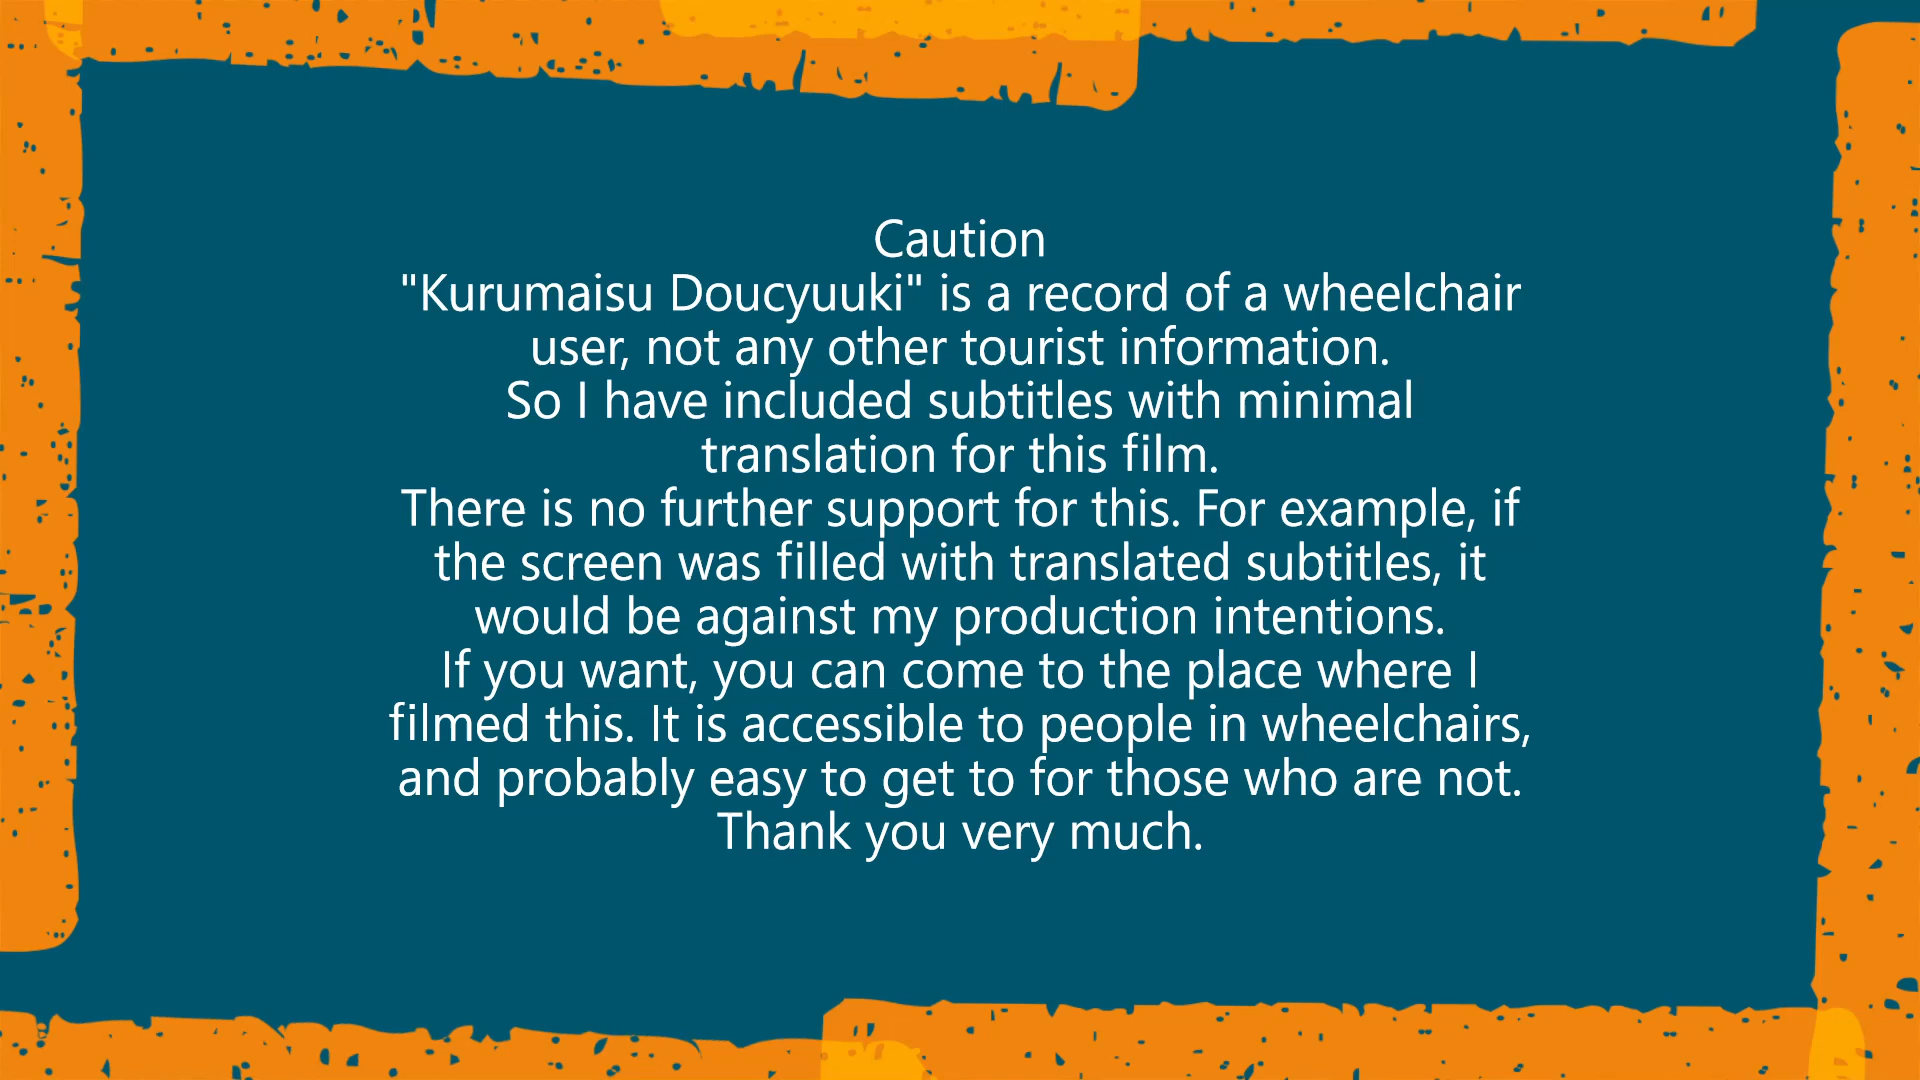 Caution
"Kurumaisu Doucyuuki" is a record of a wheelchair
user, not any other tourist information.
So I have included subtitles with minimal
translation for this film.
There is no further support for this. For example, if
the screen was filled with translated subtitles, it
would be against my production intentions.
If you want, you can come to the place where I
filmed this. It is accessible to people in wheelchairs,
and probably easy to get to for those who are not.
Thank you very much.